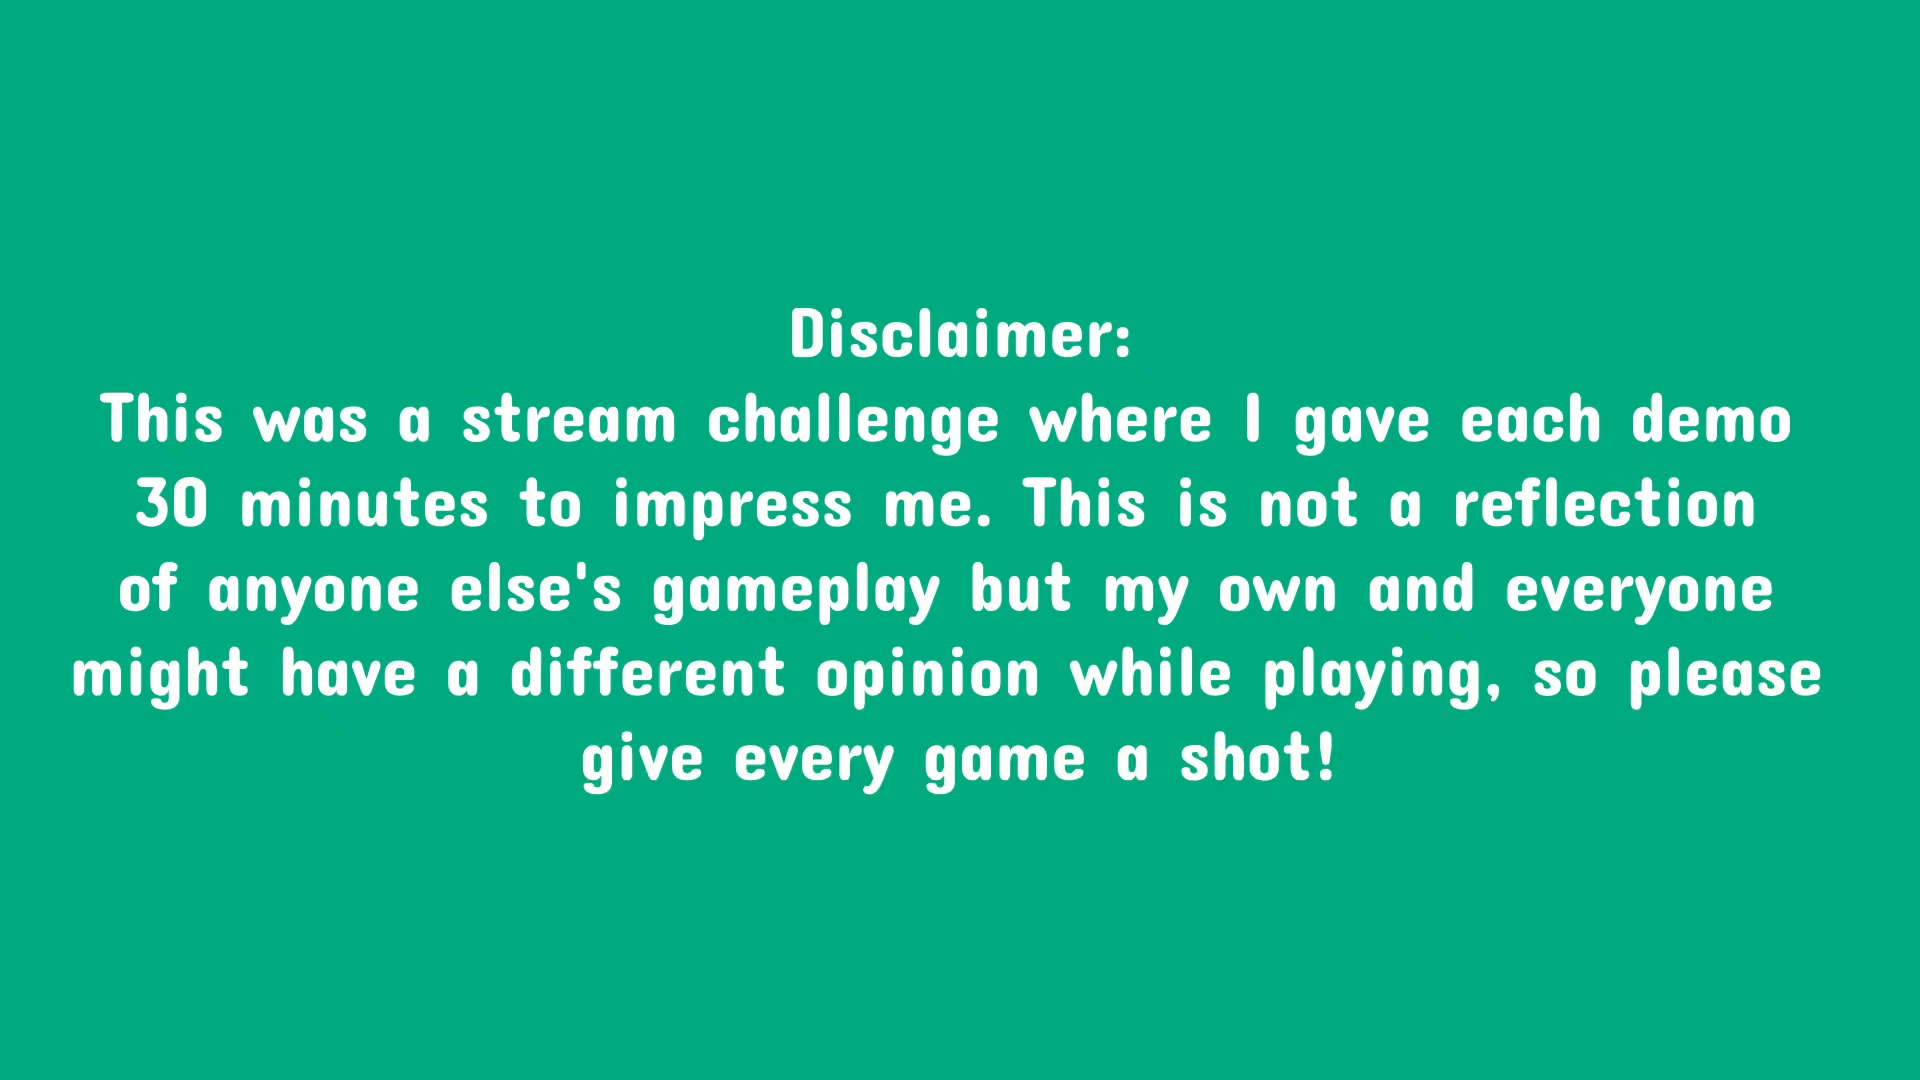 Disclaimer:
This was a stream challenge where I gave each demo
30 minutes to impress me. This is not a reflection
of anyone else's gameplay but my own and everyone
might have a different opinion while playing, so please
give every game a shot!